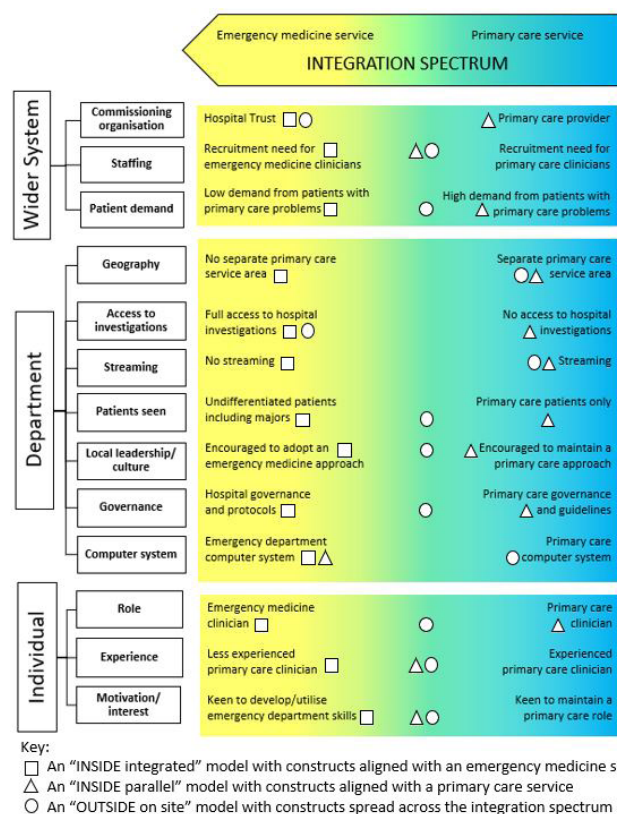 Emergency medicine service Primary care service
INTEGRATION SPECTRUM
Wider System
Commissioning
organisation
Hospital Trust
Primary care provider
Staffing
Recruitment need for
emergency medicine clinicians
Recruitment need for
primary care clinicians
Patient demand
Low demand from patients with
primary care problems
High demand from patients with
primary care problems
Department
Geography
No separate primary care
service area
Separate primary care
service area
Access to
investigations
Full access to hospital
investigations
No access to hospital
investigations
Streaming
No streaming
Streaming
Patients seen
Undifferentiated patients
including majors
Primary care patients only
Local leadership/
culture
Encouraged to adopt an
emergency medicine approach
Encouraged to maintain a
primary care approach
Governance
Hospital governance
and protocols
Primary care governance
and guidelines
Computer system
Emergency department
computer system
Primary care
computer system
Individual
Role
Emergency medicine
clinician
Primary care
clinician
Experience
Less experienced
primary care clinician
Experienced
primary care clinician
Motivation/
interest
Keen to develop/utilise
emergency department skills
Keen to maintain a
primary care role
Key:
An “INSIDE integrated” model with constructs aligned with an emergency medicine s
An “INSIDE parallel” model with constructs aligned with a primary care service
An “OUTSIDE on site” model with constructs spread across the integration spectrum